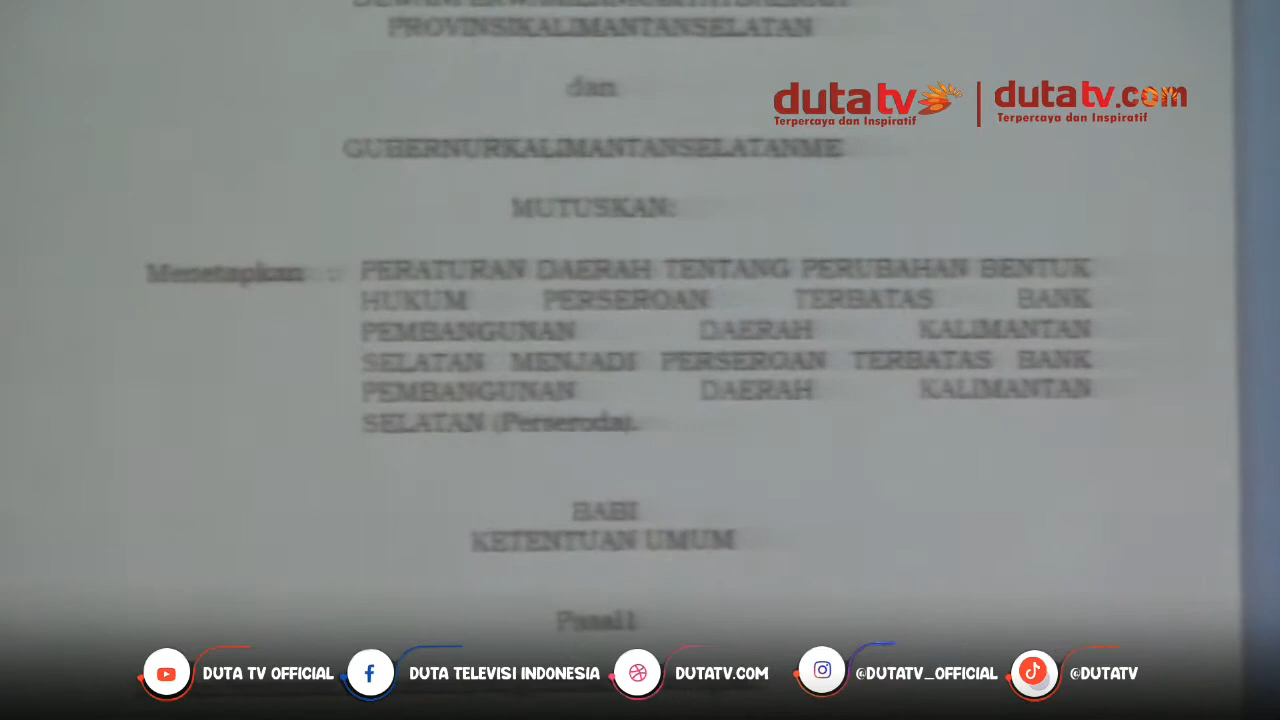 PROVINSIKALIMANTANSELATAN
dan
dutatv
Terpercaya dan Inspiratif
dutatv.com
Terpercaya dan Inspiratif
GUBERNURKALIMANTANSELATANME
MUTUSKAN:
Menetapkan : PERATURAN DAERAH TENTANG PERUBAHAN BENTUK
HUKUM PERSEROAN TERBATAS BANK
PEMBANGUNAN DAERAH KALIMANTAN
SELATAN MENJADI PERSEROAN TERBATAS BANK
PEMBANGUNAN DAERAH KALIMANTAN
SELATAN (Perseroda).
BABI
KETENTUAN UMUM
Pasal1
DUTA TV OFFICIAL
DUTA TELEVISI INDONESIA
DUTATV.COM
@DUTATV_OFFICIAL
@DUTATV